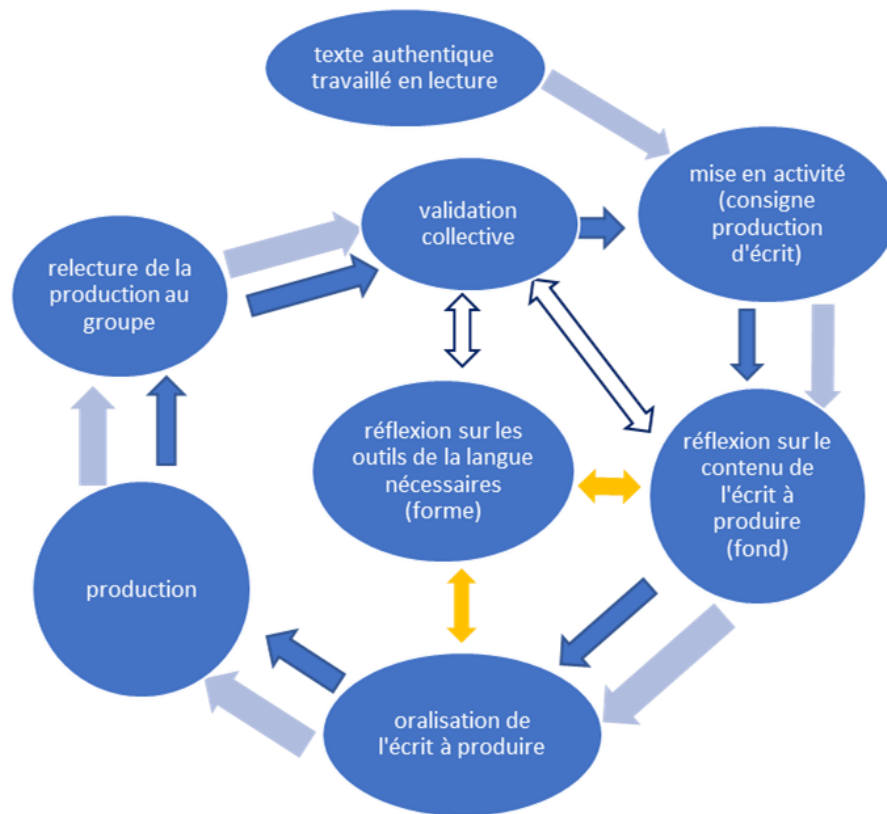 texte authentique
travaillé en lecture
mise en activité
(consigne
production
d'écrit)
validation
collective
relecture de la
production au
groupe
réflexion sur les
outils de la langue
nécessaires
(forme)
réflexion sur le
contenu de
l'écrit à
produire
(fond)
production
oralisation de
l'écrit à produire